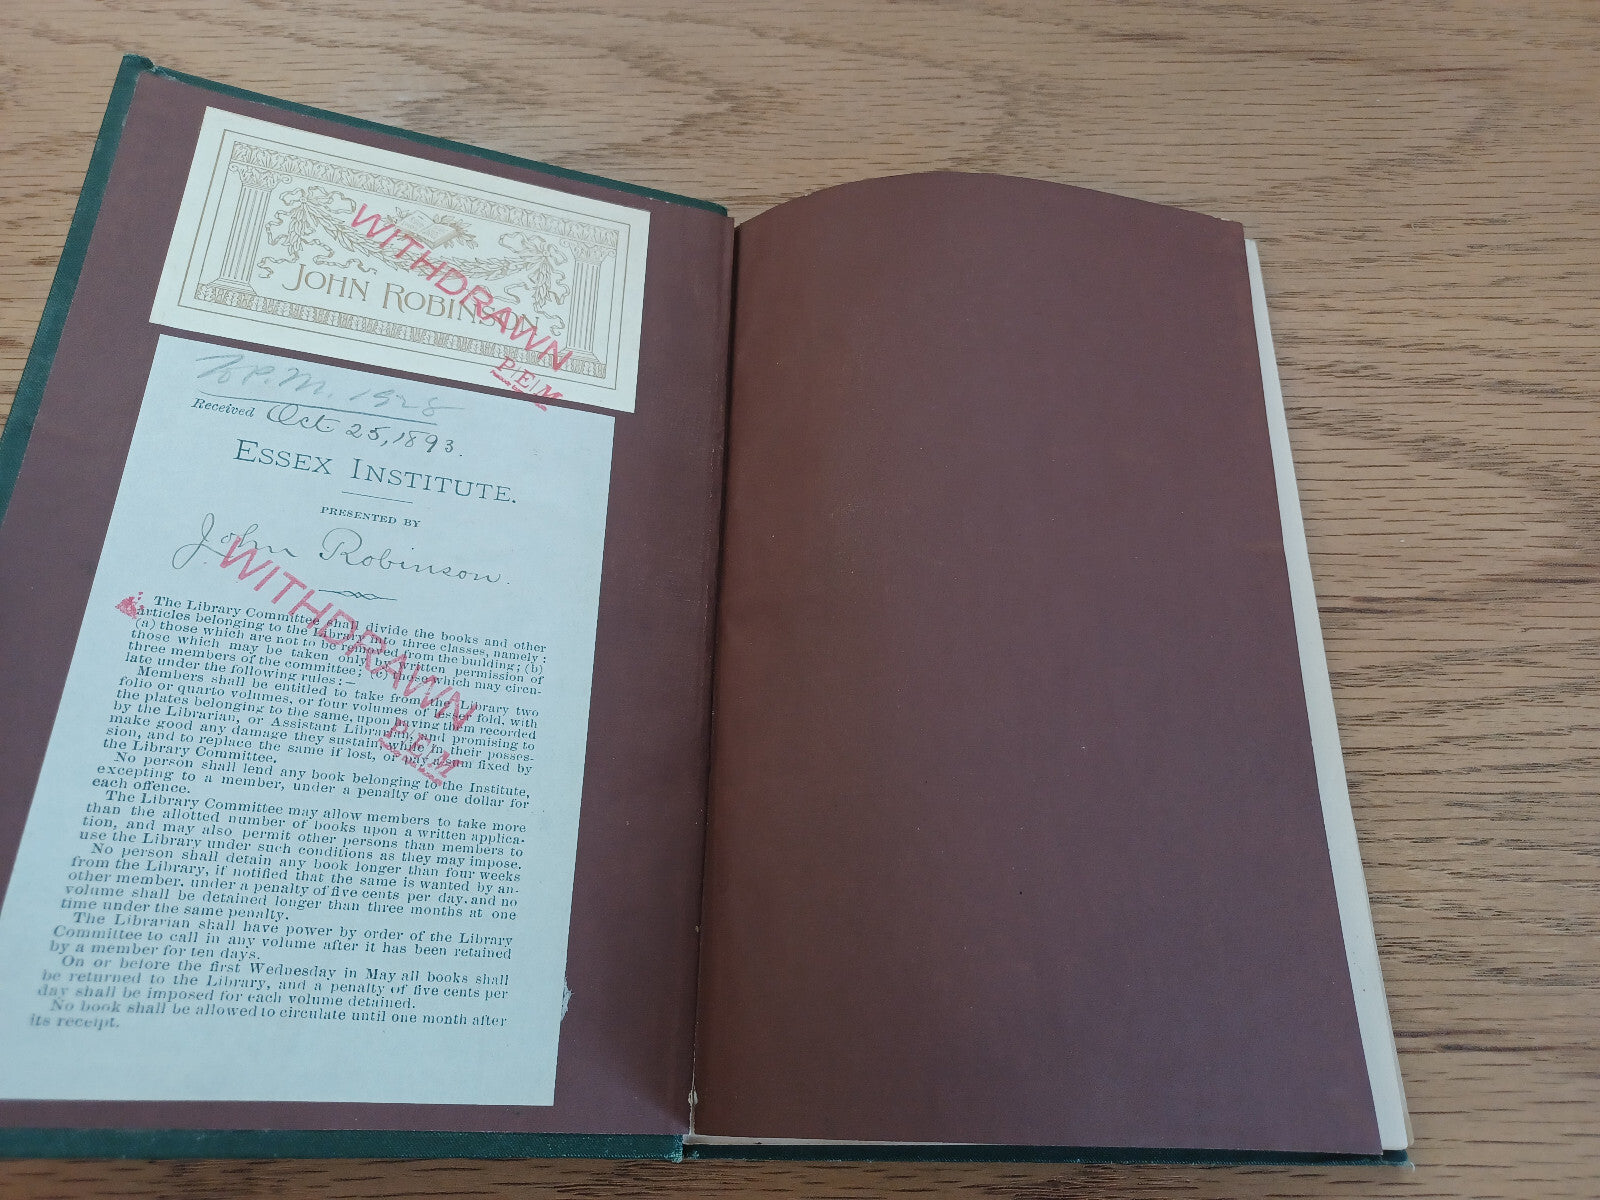 JOHN ROBINSON
WITHDRAWN
P.E.M
P.M. 1928
Received Oct. 25, 1893.
ESSEX INSTITUTE.
PRESENTED BY
John Robinson.
WITHDRAWN
P.E.M
The Library Committee shall divide the books and other
articles belonging to the Library into three classes, namely:
(a) those which are not to be removed from the building; (b)
those which may be taken only by written permission of
three members of the committee; (c) those which may circu-
late under the following rules:—
Members shall be entitled to take from the Library two
folio or quarto volumes, or four volumes of lesser fold, with
the plates belonging to the same, upon having them recorded
by the Librarian, or Assistant Librarian, and promising to
make good any damage they sustain, while in their posses-
sion, and to replace the same if lost, or pay a sum fixed by
the Library Committee.
No person shall lend any book belonging to the Institute,
excepting to a member, under a penalty of one dollar for
each offence.
The Library Committee may allow members to take more
than the allotted number of books upon a written applica-
tion, and may also permit other persons than members to
use the Library under such conditions as they may impose.
No person shall detain any book longer than four weeks
from the Library, if notified that the same is wanted by an-
other member, under a penalty of five cents per day, and no
volume shall be detained longer than three months at one
time under the same penalty.
The Librarian shall have power by order of the Library
Committee to call in any volume after it has been retained
by a member for ten days.
On or before the first Wednesday in May all books shall
be returned to the Library, and a penalty of five cents per
day shall be imposed for each volume detained.
No book shall be allowed to circulate until one month after
its receipt.